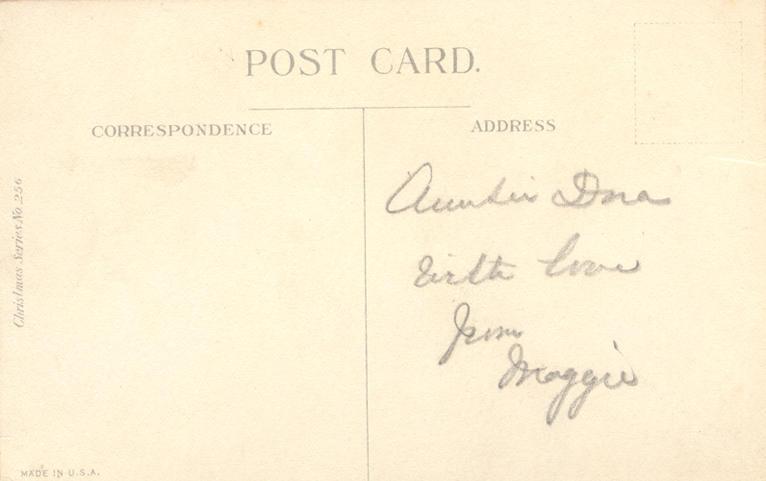 POST CARD.
CORRESPONDENCE
ADDRESS
Christmas Series No 256
Auntie Dora
With love
from
Maggie
MADE IN U.S.A.